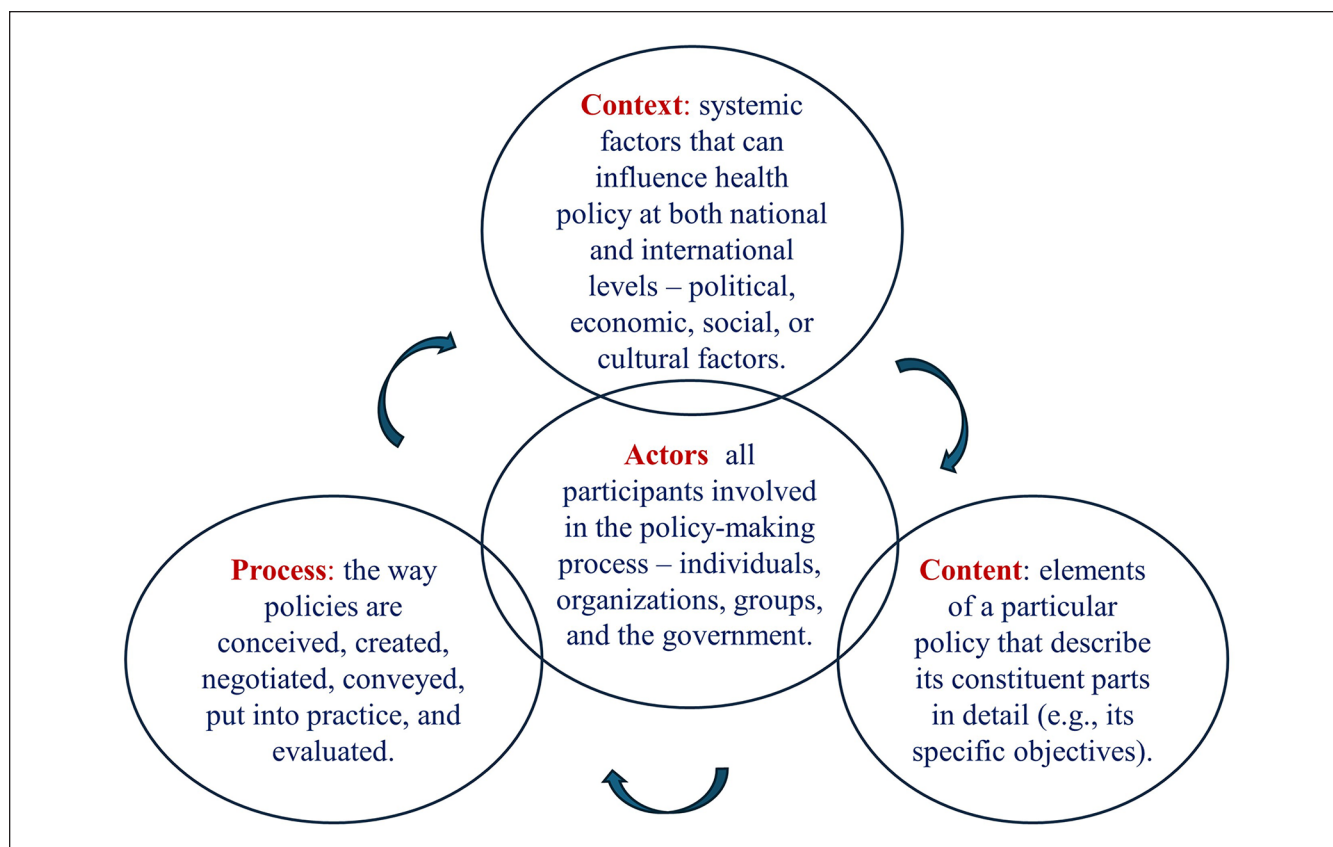 Context: systemic
factors that can
influence health
policy at both national
and international
levels – political,
economic, social, or
cultural factors.
Actors all
participants involved
in the policy-making
process – individuals,
organizations, groups,
and the government.
Process: the way
policies are
conceived, created,
negotiated, conveyed,
put into practice, and
evaluated.
Content: elements
of a particular
policy that describe
its constituent parts
in detail (e.g., its
specific objectives).